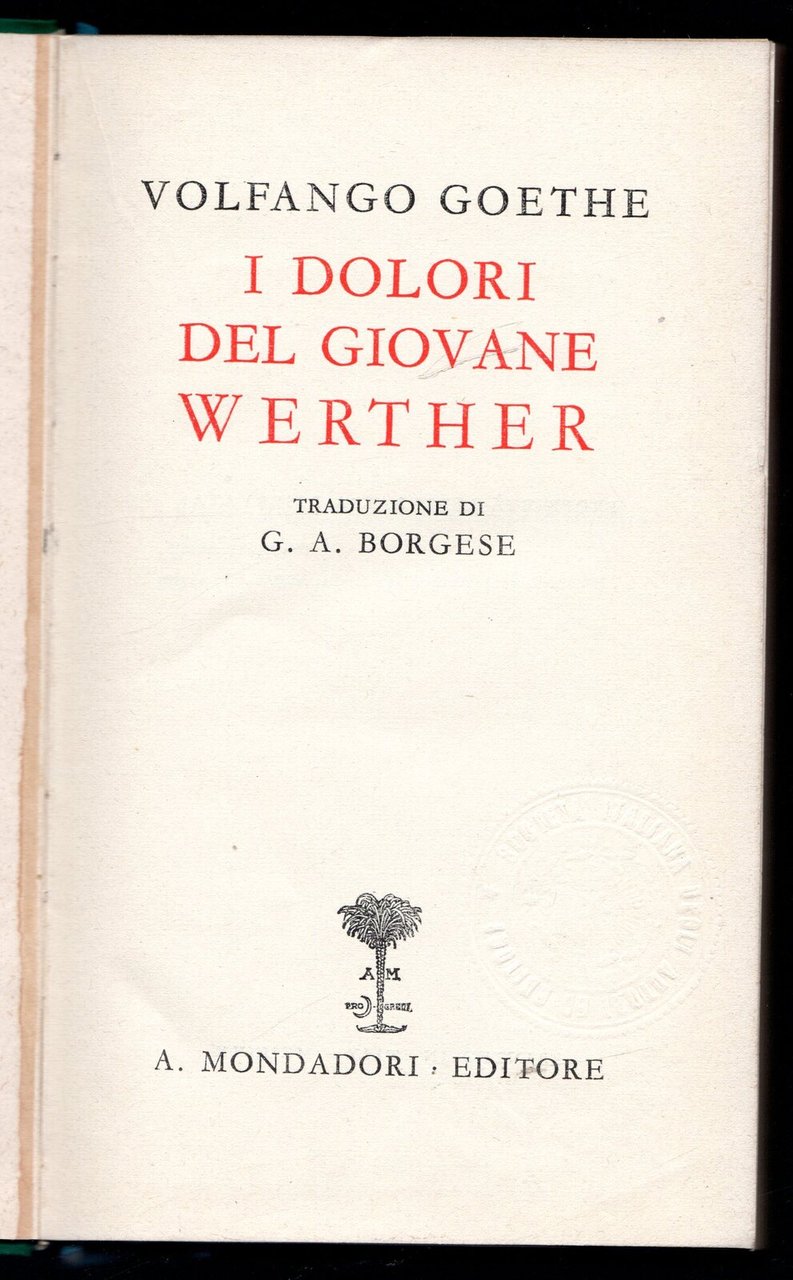 VOLFANGO GOETHE
I DOLORI
DEL GIOVANE
WERTHER
TRADUZIONE DI
G. A. BORGESE
A M
A. MONDADORI · EDITORE